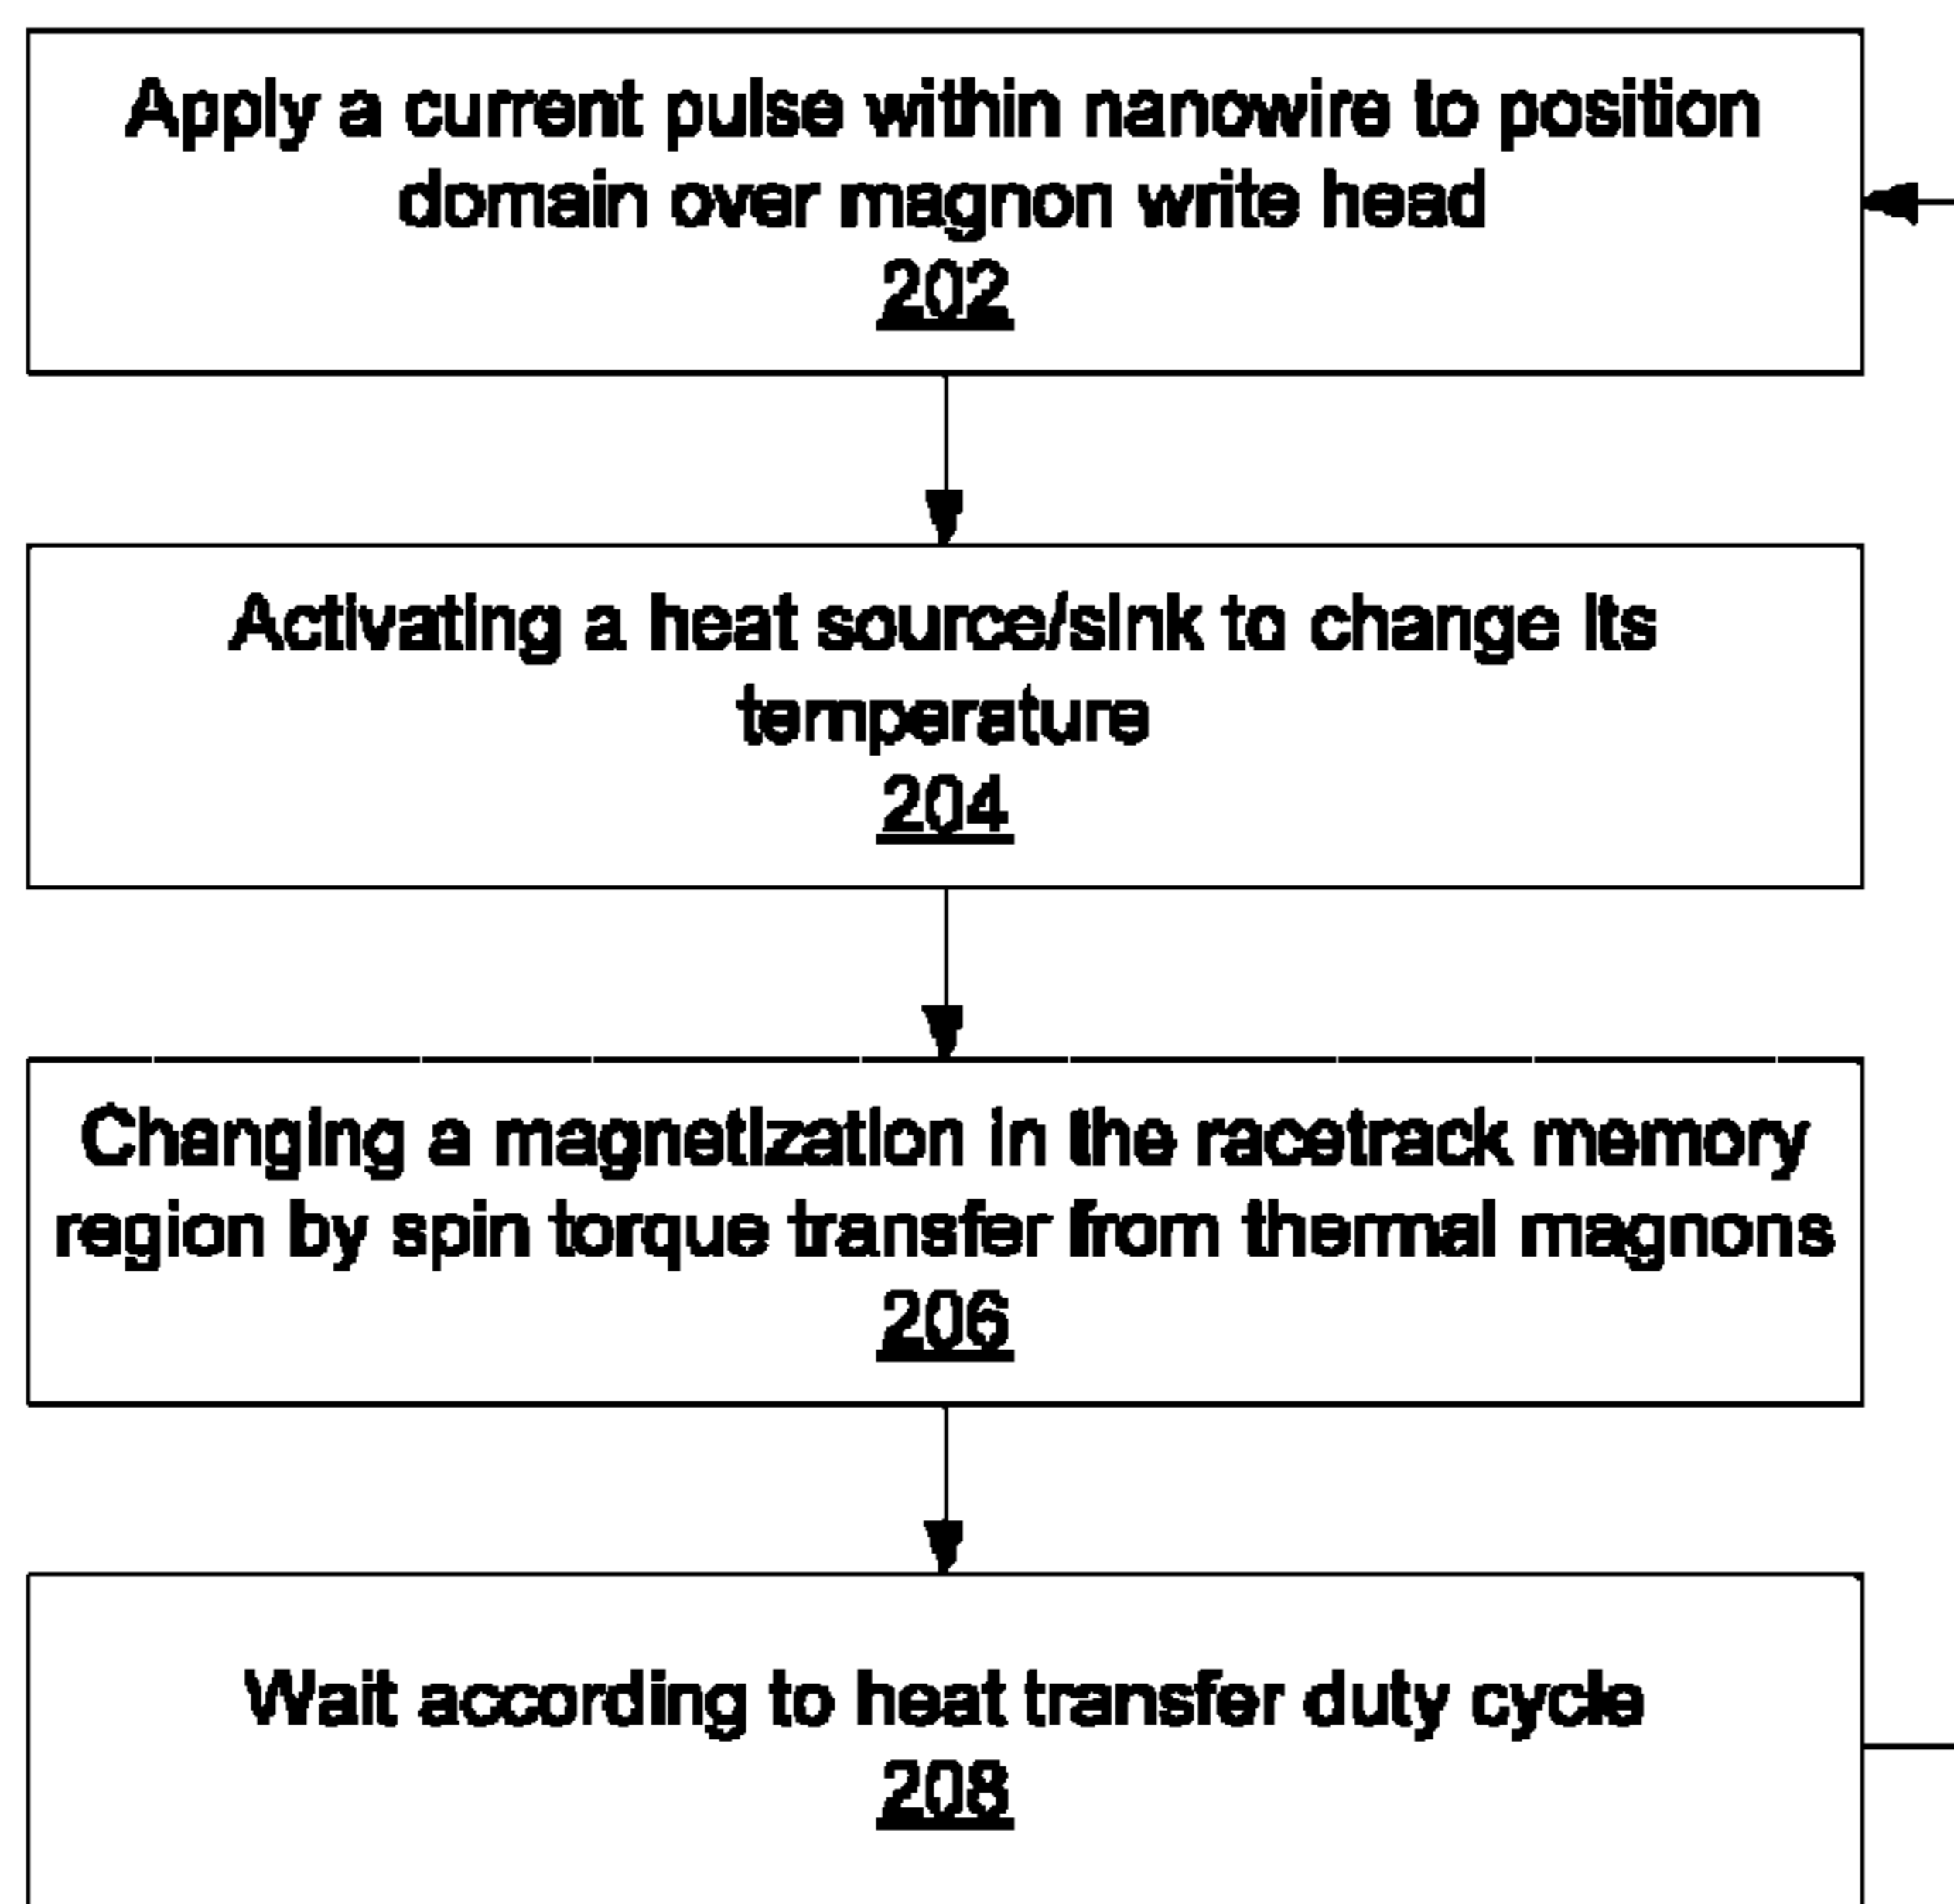 Apply a current pulse within nanowire to position
domain over magnon write head
202
Activating a heat source/sink to change its
temperature
204
Changing a magnetization in the racetrack memory
region by spin torque transfer from thermal magnons
206
Wait according to heat transfer duty cycle
208